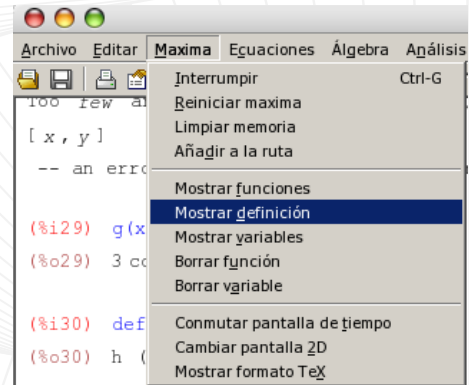 Archivo Editar Maxima Ecuaciones Álgebra Análisis
Interrumpir Ctrl-G
Too few
Reiniciar maxima
[ x , y ]
Limpiar memoria
-- an erro
Añadir a la ruta
Mostrar funciones
Mostrar definición
(%i29) g(x
Mostrar variables
(%o29) 3 co
Borrar función
Borrar variable
(%i30) def
Conmutar pantalla de tiempo
(%o30) h (
Cambiar pantalla 2D
Mostrar formato TeX